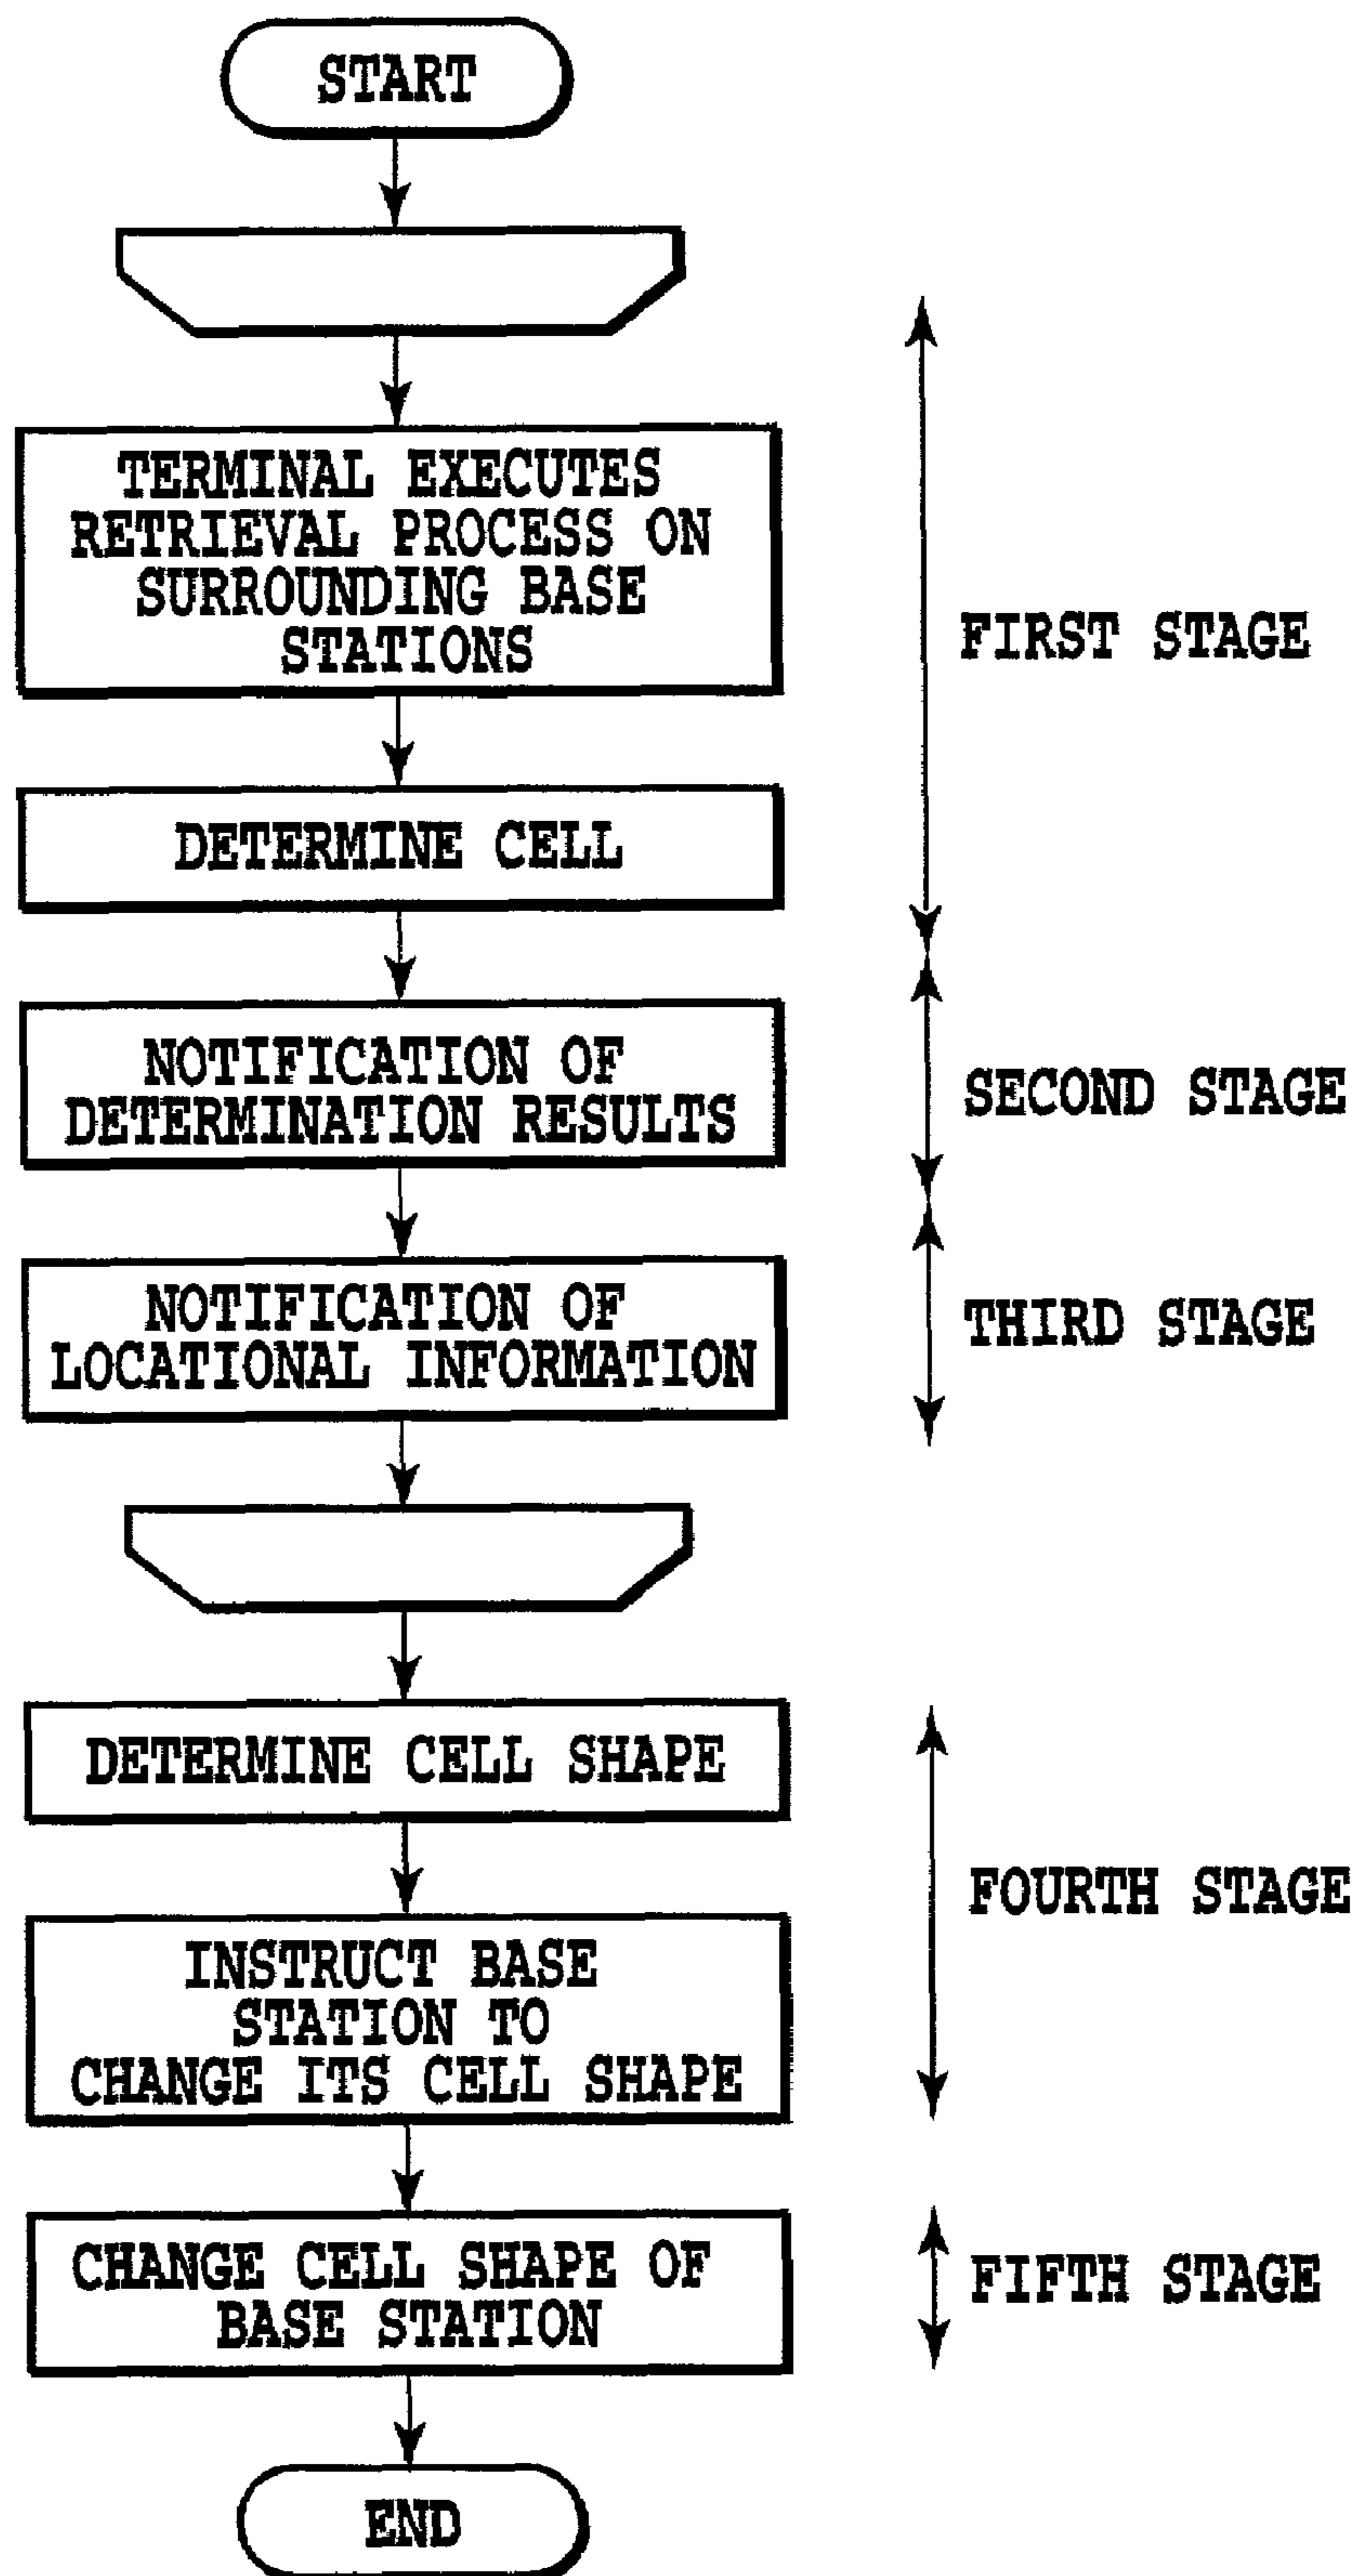 START
TERMINAL EXECUTES
RETRIEVAL PROCESS ON
SURROUNDING BASE
STATIONS
FIRST STAGE
DETERMINE CELL
NOTIFICATION OF
DETERMINATION RESULTS
SECOND STAGE
NOTIFICATION OF
LOCATIONAL INFORMATION
THIRD STAGE
DETERMINE CELL SHAPE
FOURTH STAGE
INSTRUCT BASE
STATION TO
CHANGE ITS CELL SHAPE
CHANGE CELL SHAPE OF
BASE STATION
FIFTH STAGE
END